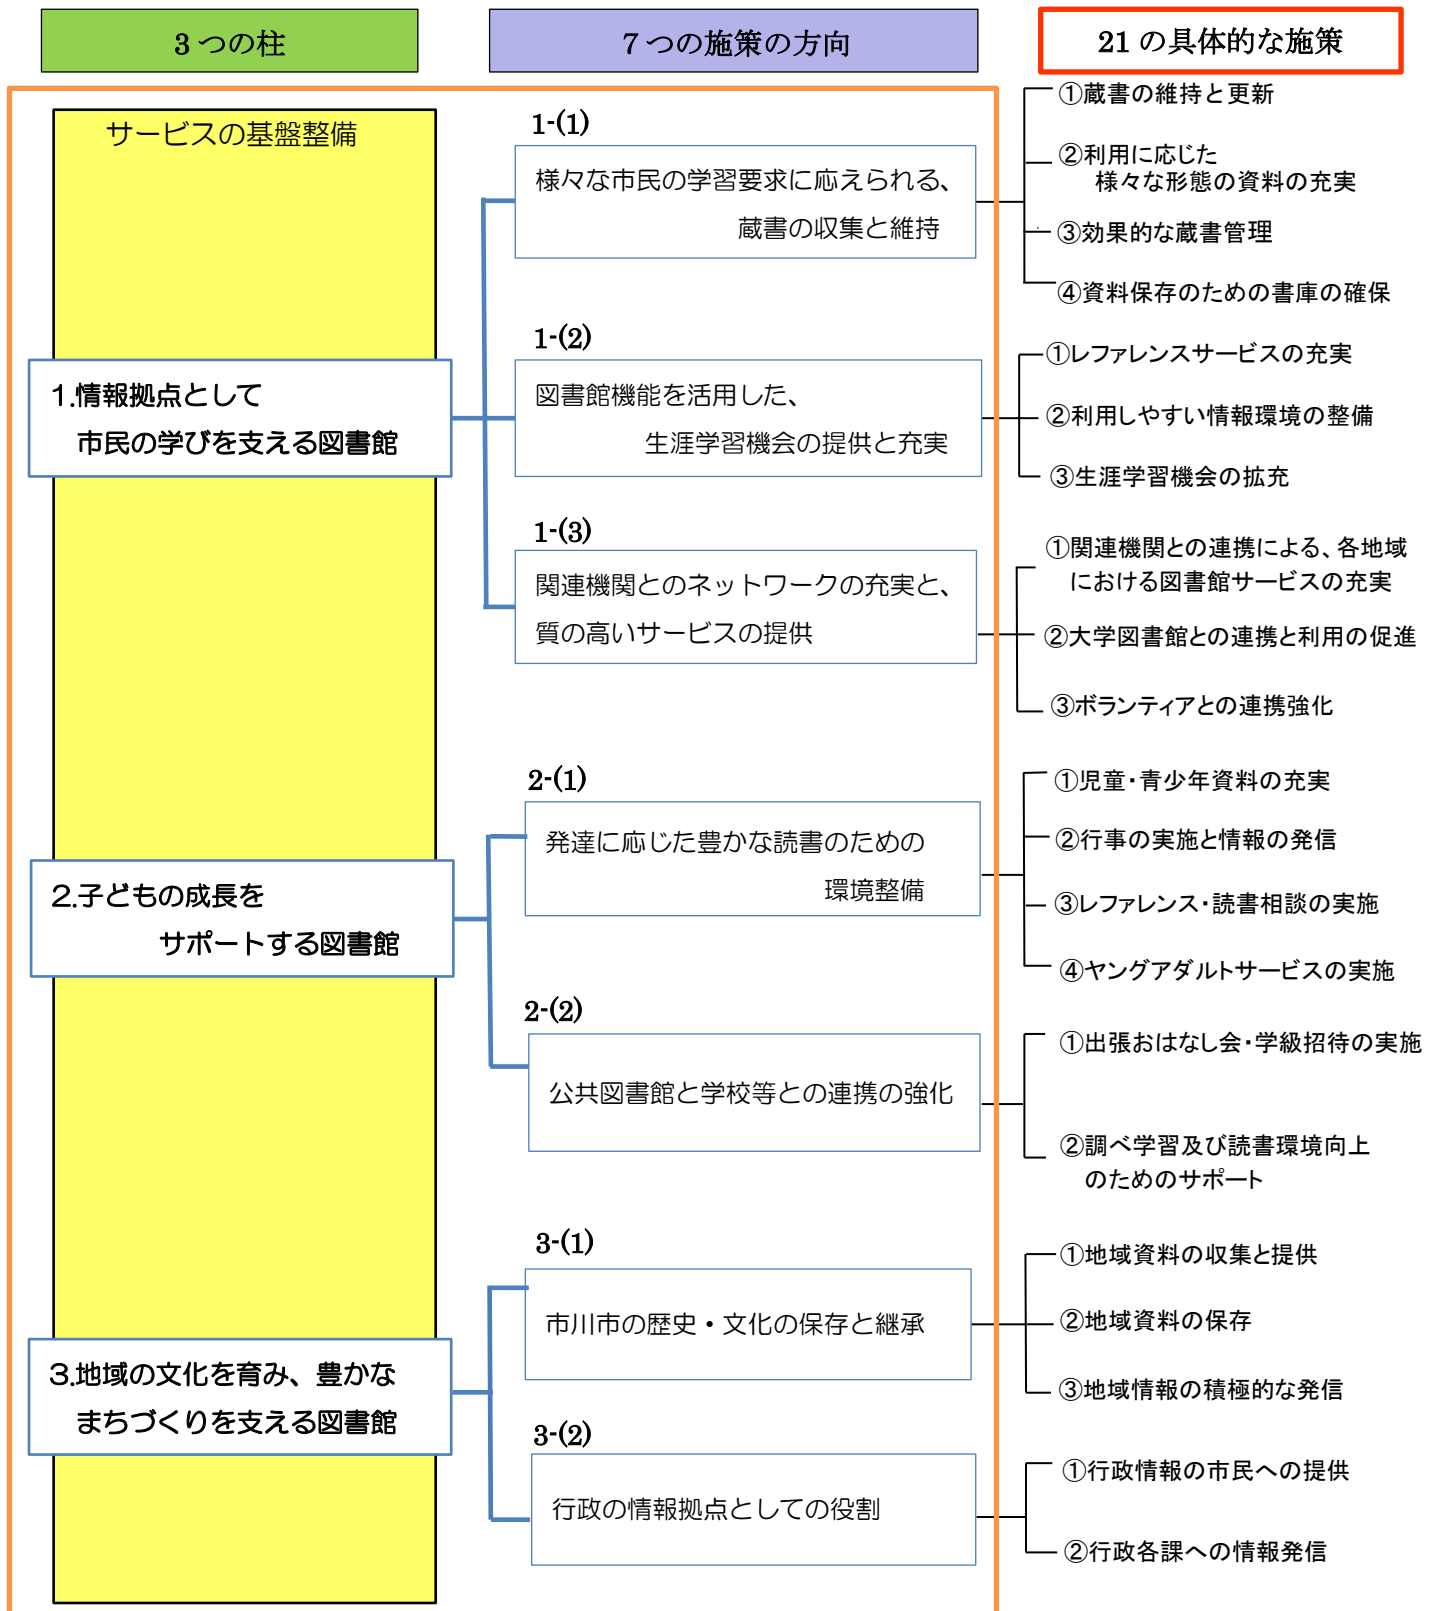 3つの柱
7つの施策の方向
21の具体的な施策
サービスの基盤整備
1.情報拠点として
市民の学びを支える図書館
1-(1)
様々な市民の学習要求に応えられる、
蔵書の収集と維持
①蔵書の維持と更新
②利用に応じた
様々な形態の資料の充実
③効果的な蔵書管理
④資料保存のための書庫の確保
1-(2)
図書館機能を活用した、
生涯学習機会の提供と充実
①レファレンスサービスの充実
②利用しやすい情報環境の整備
③生涯学習機会の拡充
1-(3)
関連機関とのネットワークの充実と、
質の高いサービスの提供
①関連機関との連携による、各地域
における図書館サービスの充実
②大学図書館との連携と利用の促進
③ボランティアとの連携強化
2.子どもの成長を
サポートする図書館
2-(1)
発達に応じた豊かな読書のための
環境整備
①児童・青少年資料の充実
②行事の実施と情報の発信
③レファレンス・読書相談の実施
④ヤングアダルトサービスの実施
2-(2)
公共図書館と学校等との連携の強化
①出張おはなし会・学級招待の実施
②調べ学習及び読書環境向上
のためのサポート
3.地域の文化を育み、豊かな
まちづくりを支える図書館
3-(1)
市川市の歴史・文化の保存と継承
①地域資料の収集と提供
②地域資料の保存
③地域情報の積極的な発信
3-(2)
行政の情報拠点としての役割
①行政情報の市民への提供
②行政各課への情報発信